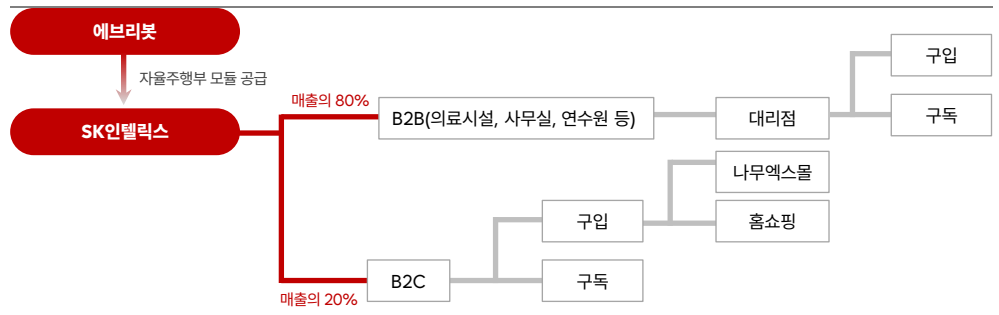 에브리봇
자율주행부 모듈 공급
SK인텔릭스
매출의 80%
B2B(의료시설, 사무실, 연수원 등)
대리점
구입
구독
매출의 20%
B2C
구입
나무엑스몰
홈쇼핑
구독